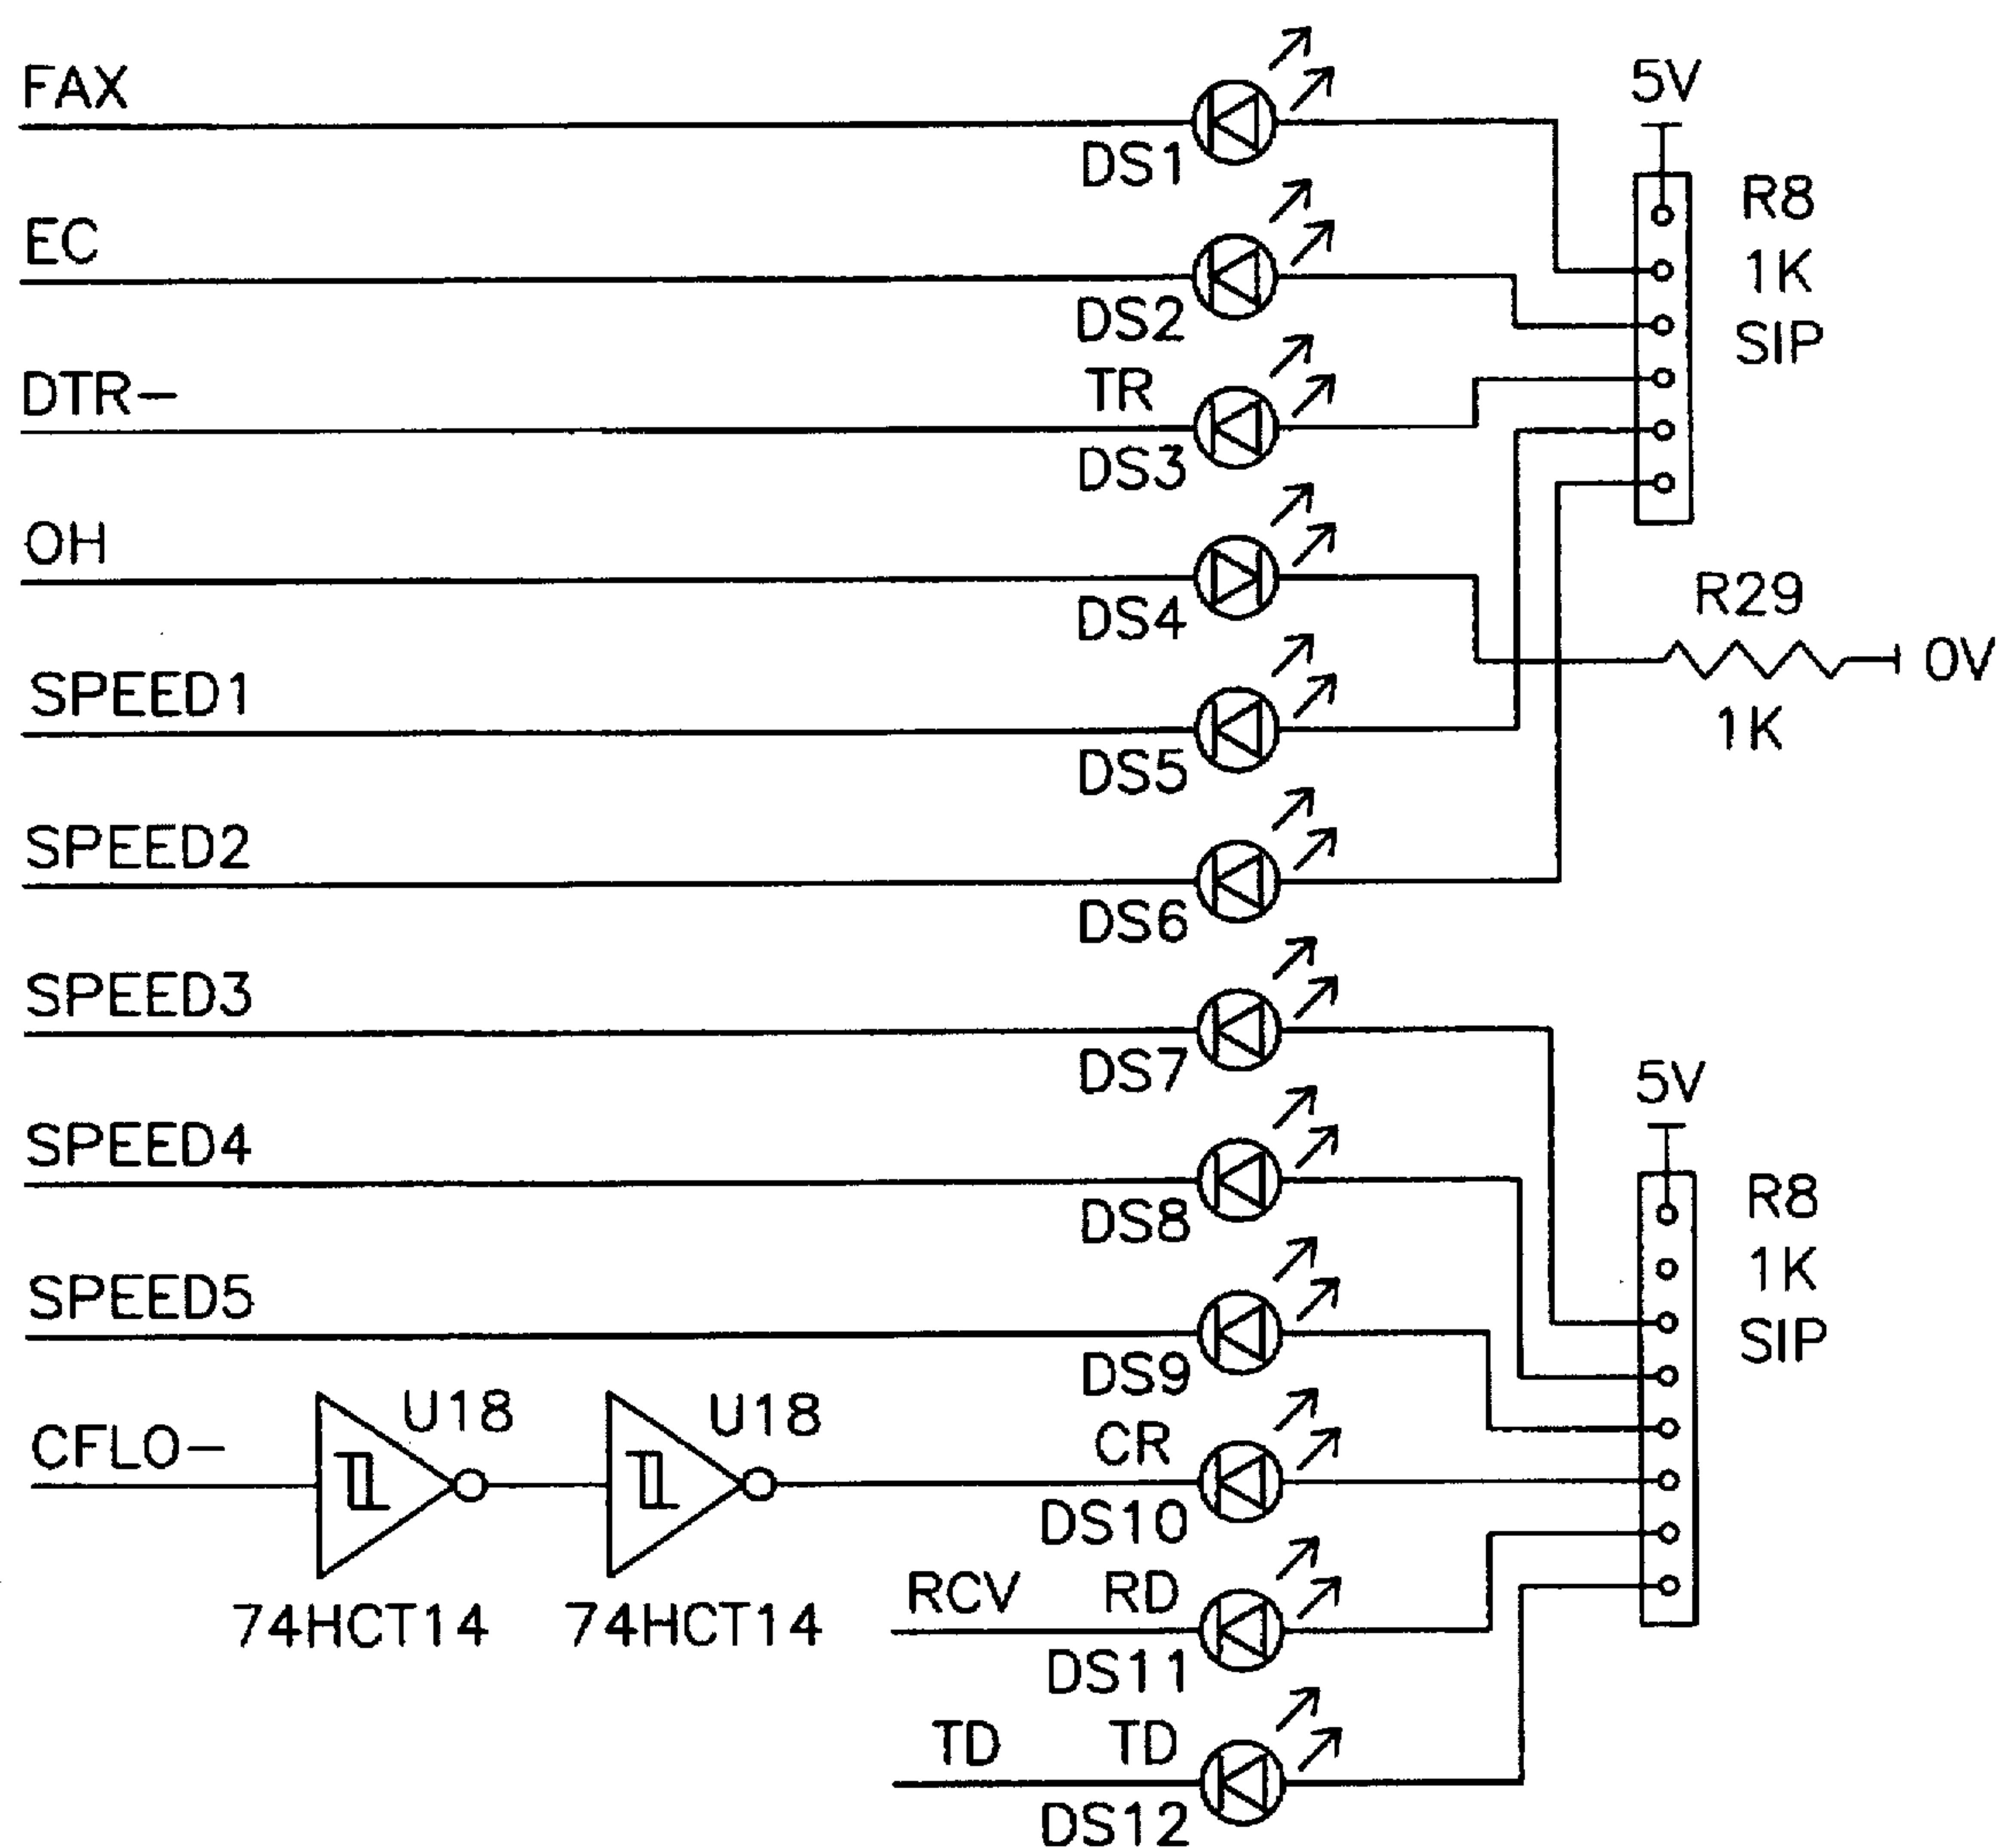 FAX
DS1
5V
R8
1K
SIP
EC
DS2
DTR-
TR
DS3
OH
DS4
R29
0V
1K
SPEED1
DS5
SPEED2
DS6
SPEED3
DS7
5V
R8
1K
SIP
SPEED4
DS8
SPEED5
DS9
CFLO-
U18
U18
CR
DS10
74HCT14
74HCT14
RCV
RD
DS11
TD
TD
DS12